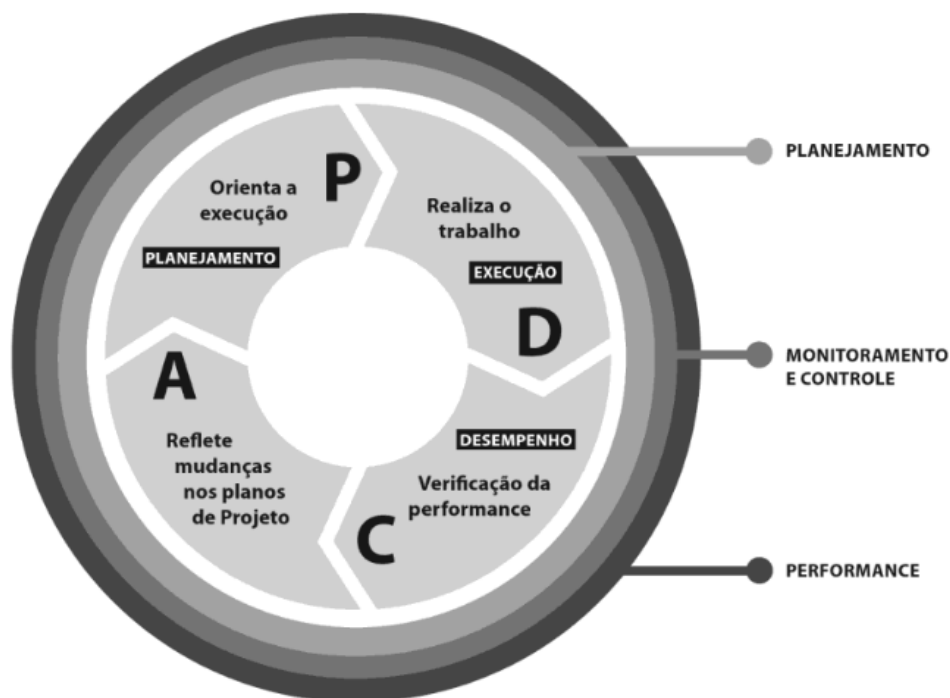 P
Orienta a
execução
PLANEJAMENTO
Realiza o
trabalho
EXECUÇÃO
D
DESEMPENHO
Verificação da
performance
C
A
Reflete
mudanças
nos planos
de Projeto
PLANEJAMENTO
MONITORAMENTO
E CONTROLE
PERFORMANCE